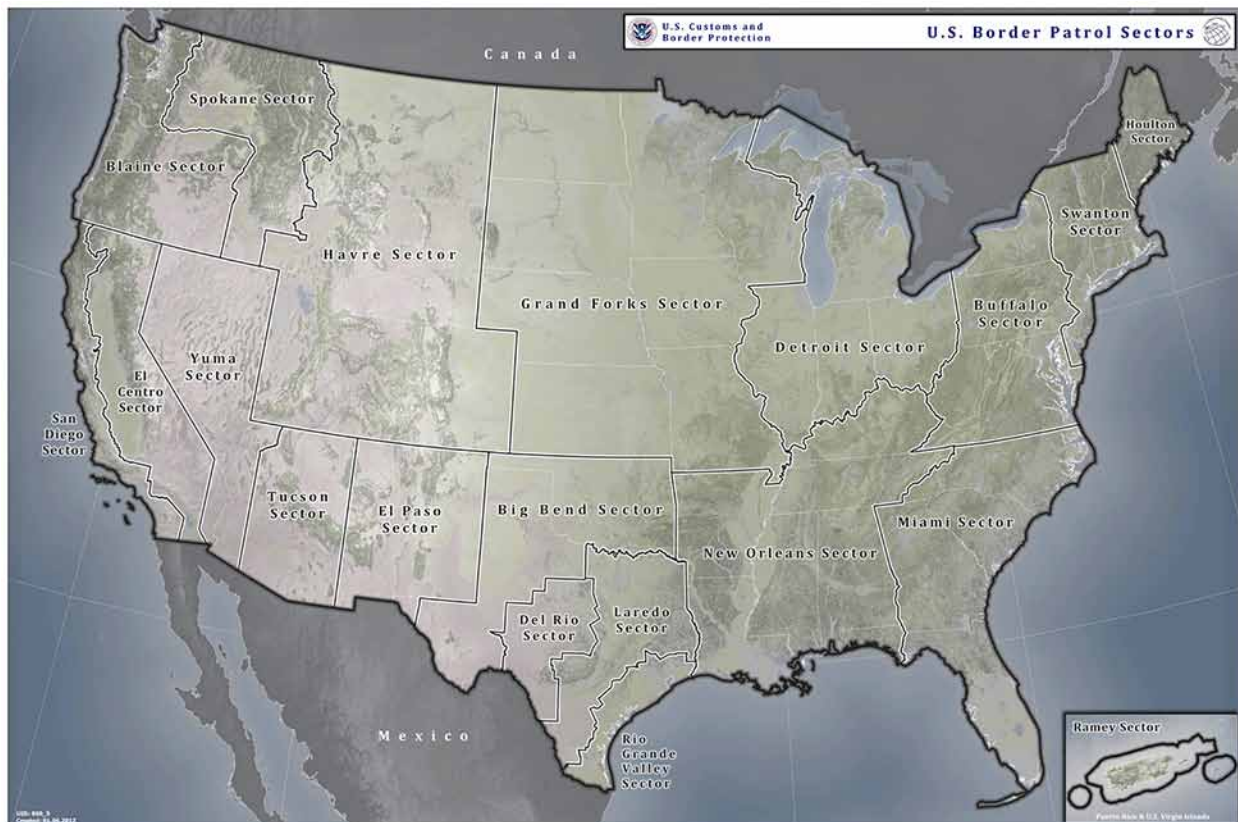 U.S. Customs and
Border Protection
U.S. Border Patrol Sectors
Canada
Spokane Sector
Blaine Sector
Houlton
Sector
Swanton
Sector
Havre Sector
Grand Forks Sector
Buffalo
Sector
Detroit Sector
Yuma
Sector
El
Centro
Sector
San
Diego
Sector
Tucson
Sector
El Paso
Sector
Big Bend Sector
Miami Sector
New Orleans Sector
Del Rio
Sector
Laredo
Sector
Rio
Grande
Valley
Sector
Mexico
Ramey Sector
Puerto Rico & U.S. Virgin Islands